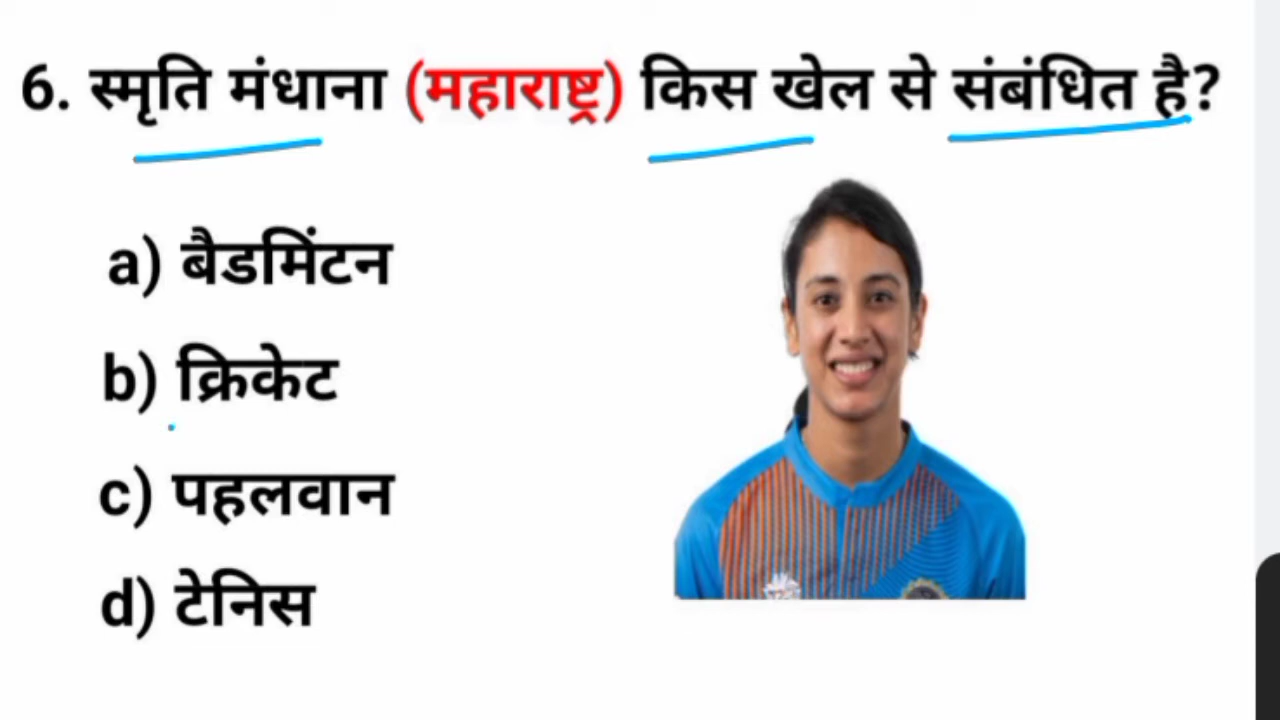 6. स्मृति मंधाना (महाराष्ट्र) किस खेल से संबंधित है?
a) बैडमिंटन
b) क्रिकेट
c) पहलवान
d) टेनिस